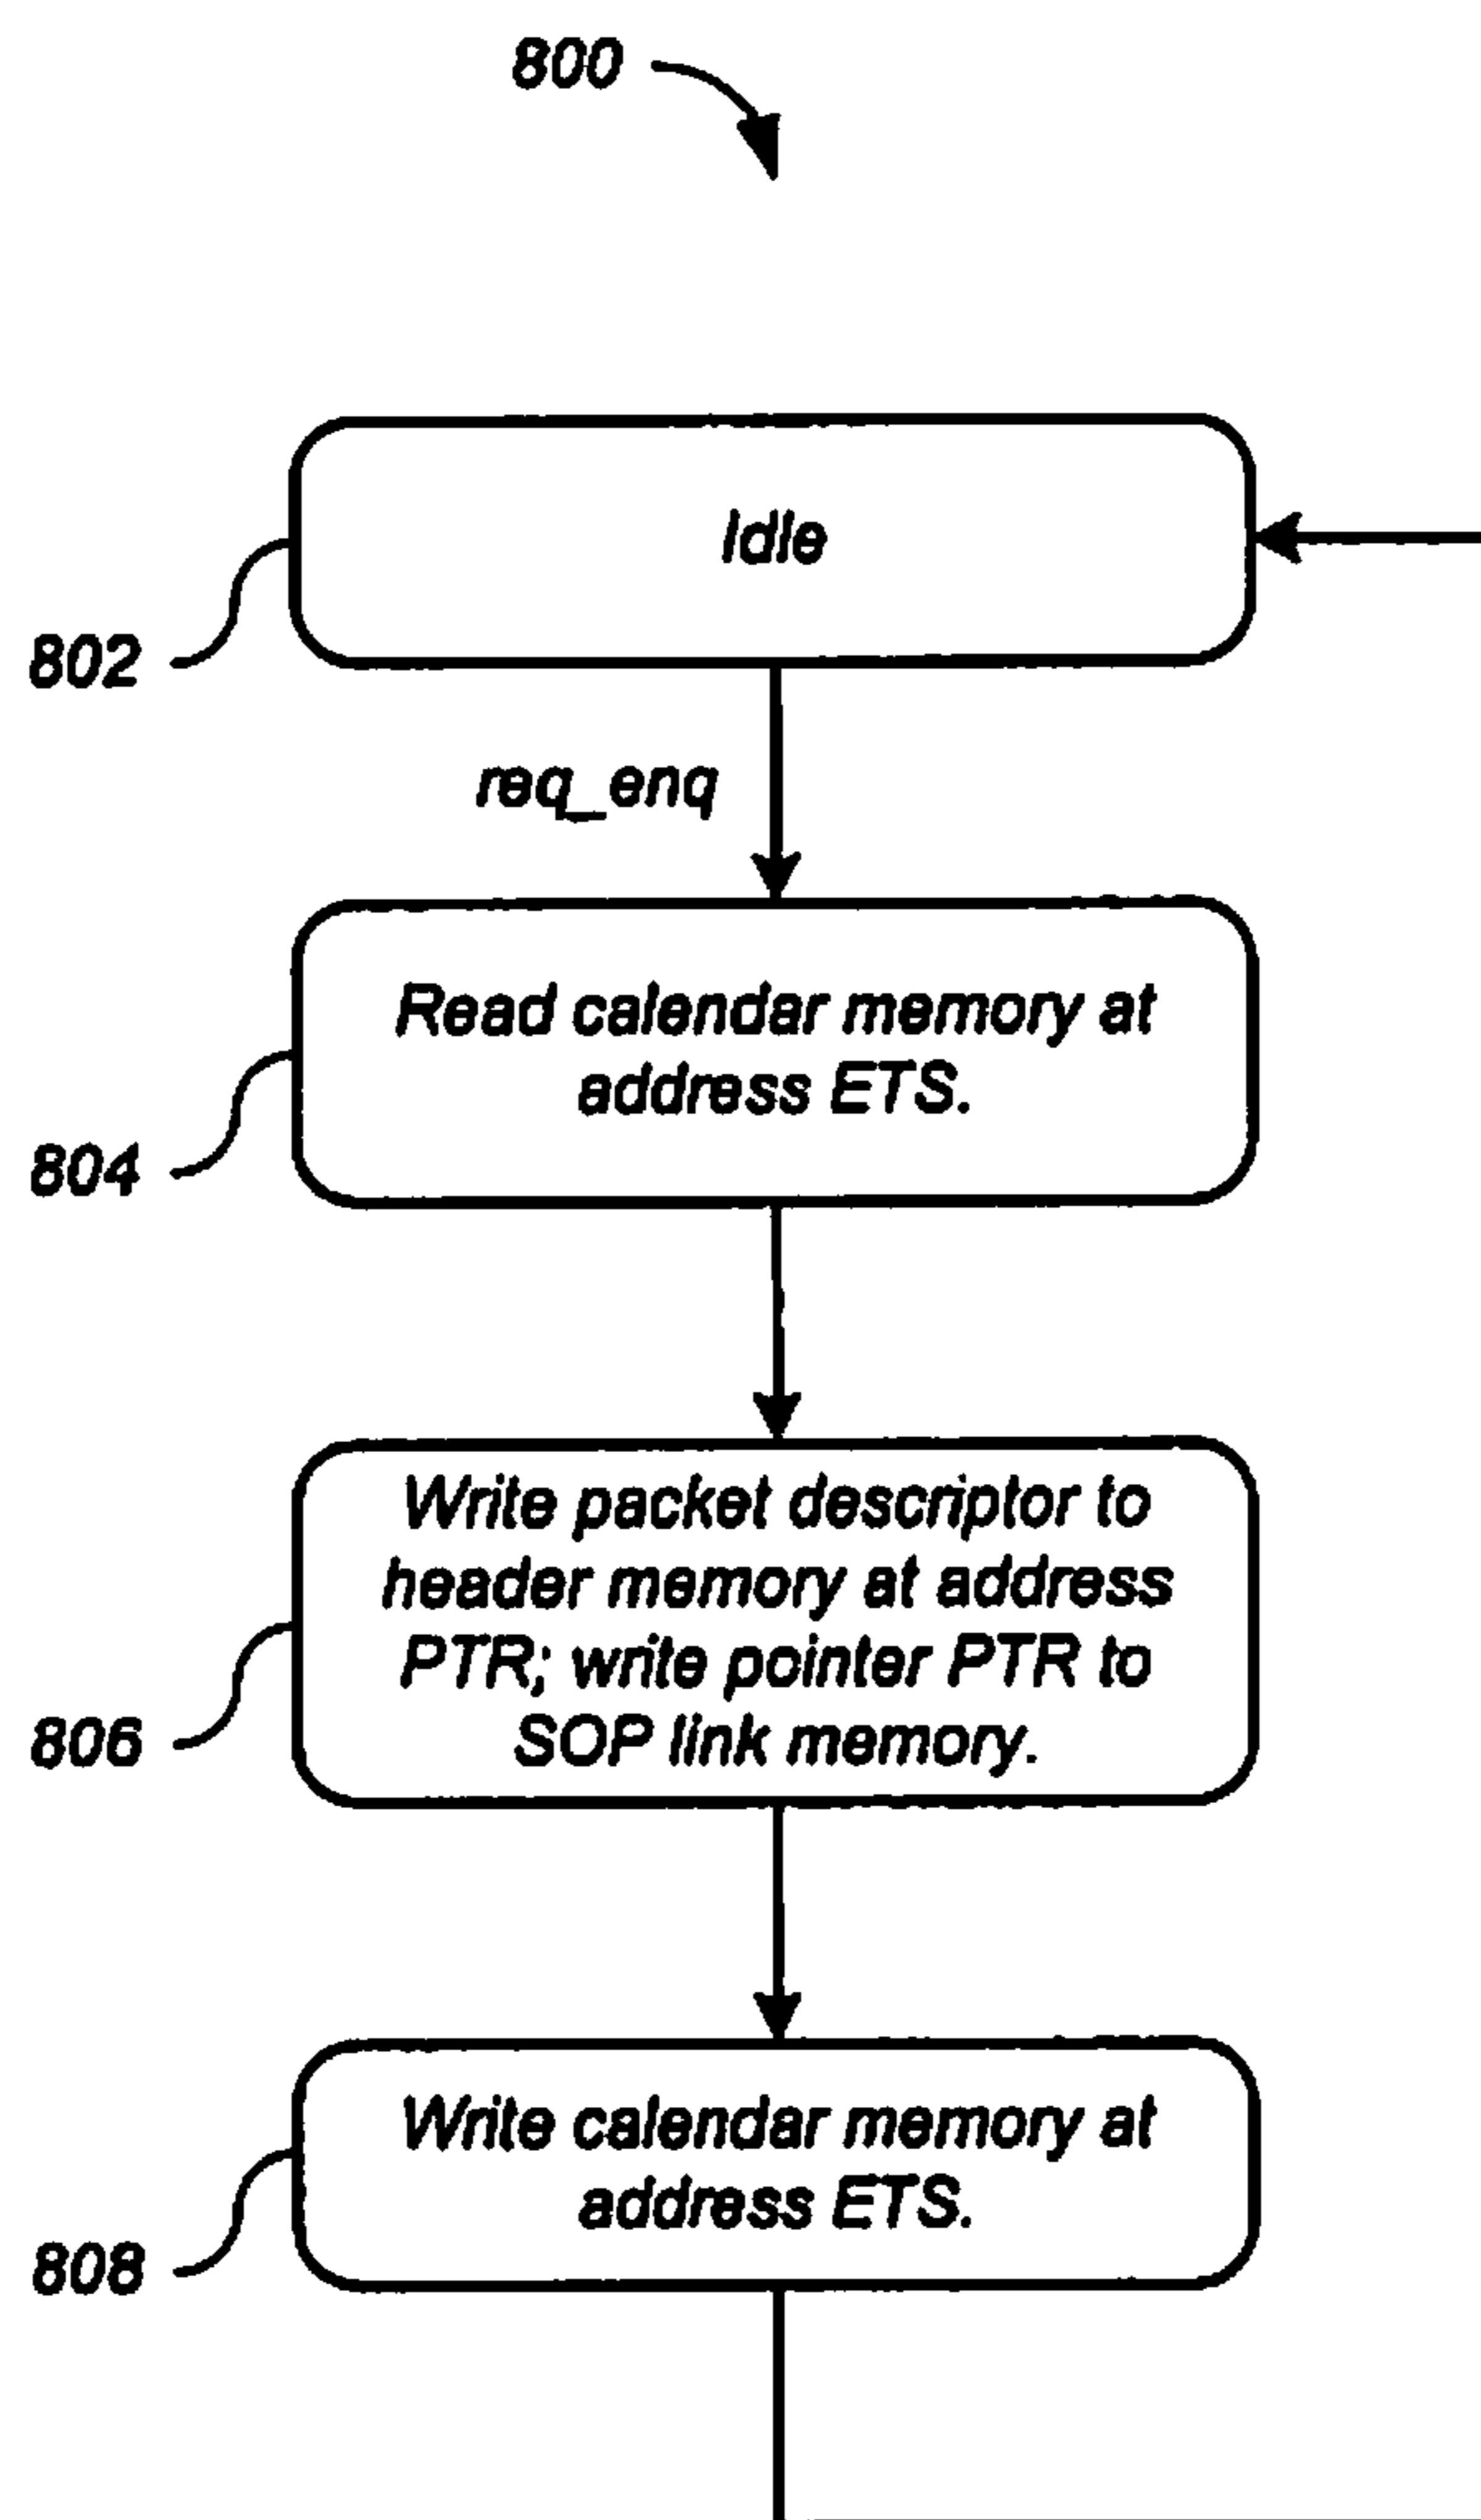 800
Idle
802
req_enq
Read calendar memory at
address ETS.
804
Write packet descriptor to
header memory at address
PTR; write pointer PTR to
SOP link memory.
806
Write calendar memory at
address ETS.
808